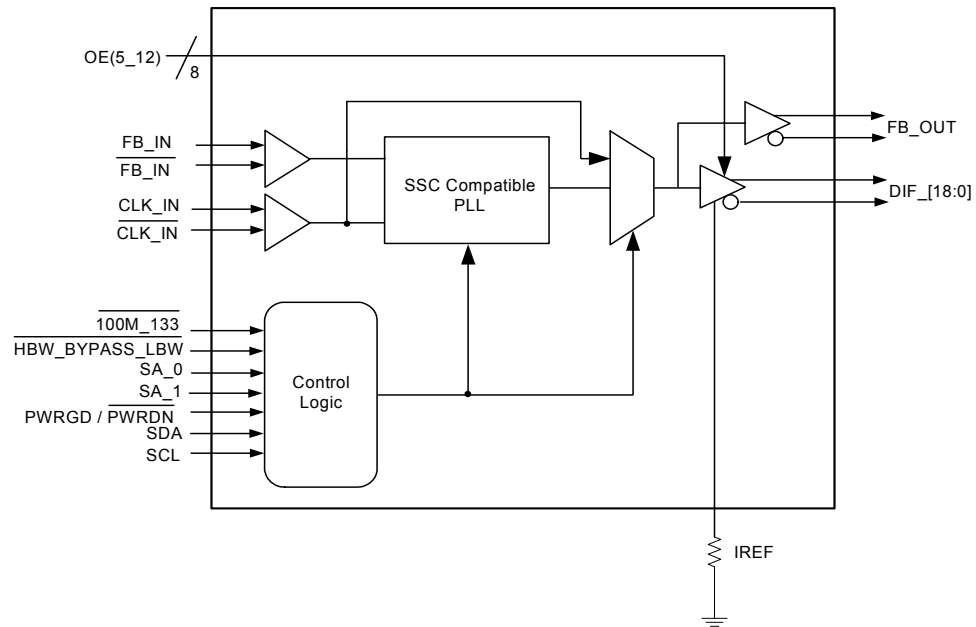 OE(5_12)
8
FB_IN
FB_IN
CLK_IN
CLK_IN
SSC Compatible
PLL
FB_OUT
DIF_[18:0]
100M_133
HBW_BYPASS_LBW
SA_0
SA_1
PWRGD / PWRDN
SDA
SCL
Control
Logic
IREF